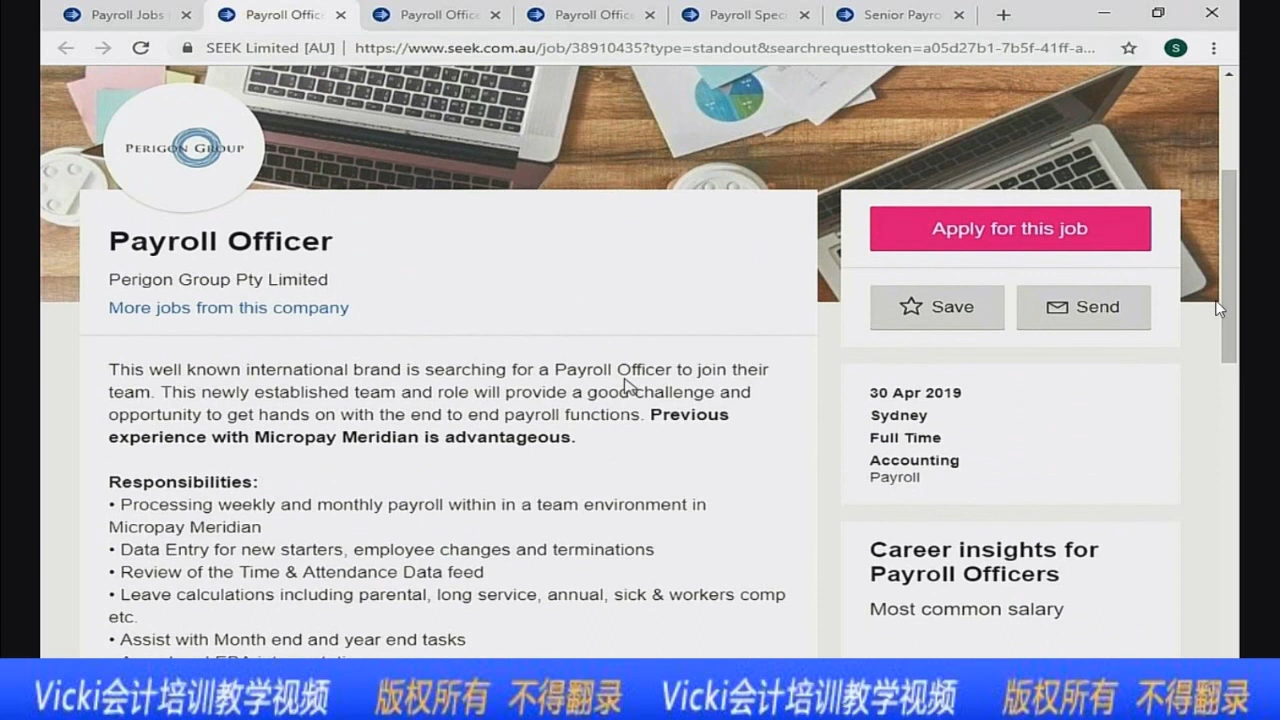 Payroll Jobs
Payroll Offic
Payroll Office
Payroll Office
Payroll Spec
Senior Payro
SEEK Limited [AU] | https://www.seek.com.au/job/38910435?type=standout&searchrequesttoken=a05d27b1-7b5f-41ff-a...
S
PERIGON GROUP
Payroll Officer
Perigon Group Pty Limited
More jobs from this company
This well known international brand is searching for a Payroll Officer to join their
team. This newly established team and role will provide a good challenge and
opportunity to get hands on with the end to end payroll functions. Previous
experience with Micropay Meridian is advantageous.
Responsibilities:
• Processing weekly and monthly payroll within in a team environment in
Micropay Meridian
• Data Entry for new starters, employee changes and terminations
• Review of the Time & Attendance Data feed
• Leave calculations including parental, long service, annual, sick & workers comp
etc.
• Assist with Month end and year end tasks
Apply for this job
Save
Send
30 Apr 2019
Sydney
Full Time
Accounting
Payroll
Career insights for
Payroll Officers
Most common salary
Vicki会计培训教学视频 版权所有 不得翻录 Vicki会计培训教学视频 版权所有 不得翻录